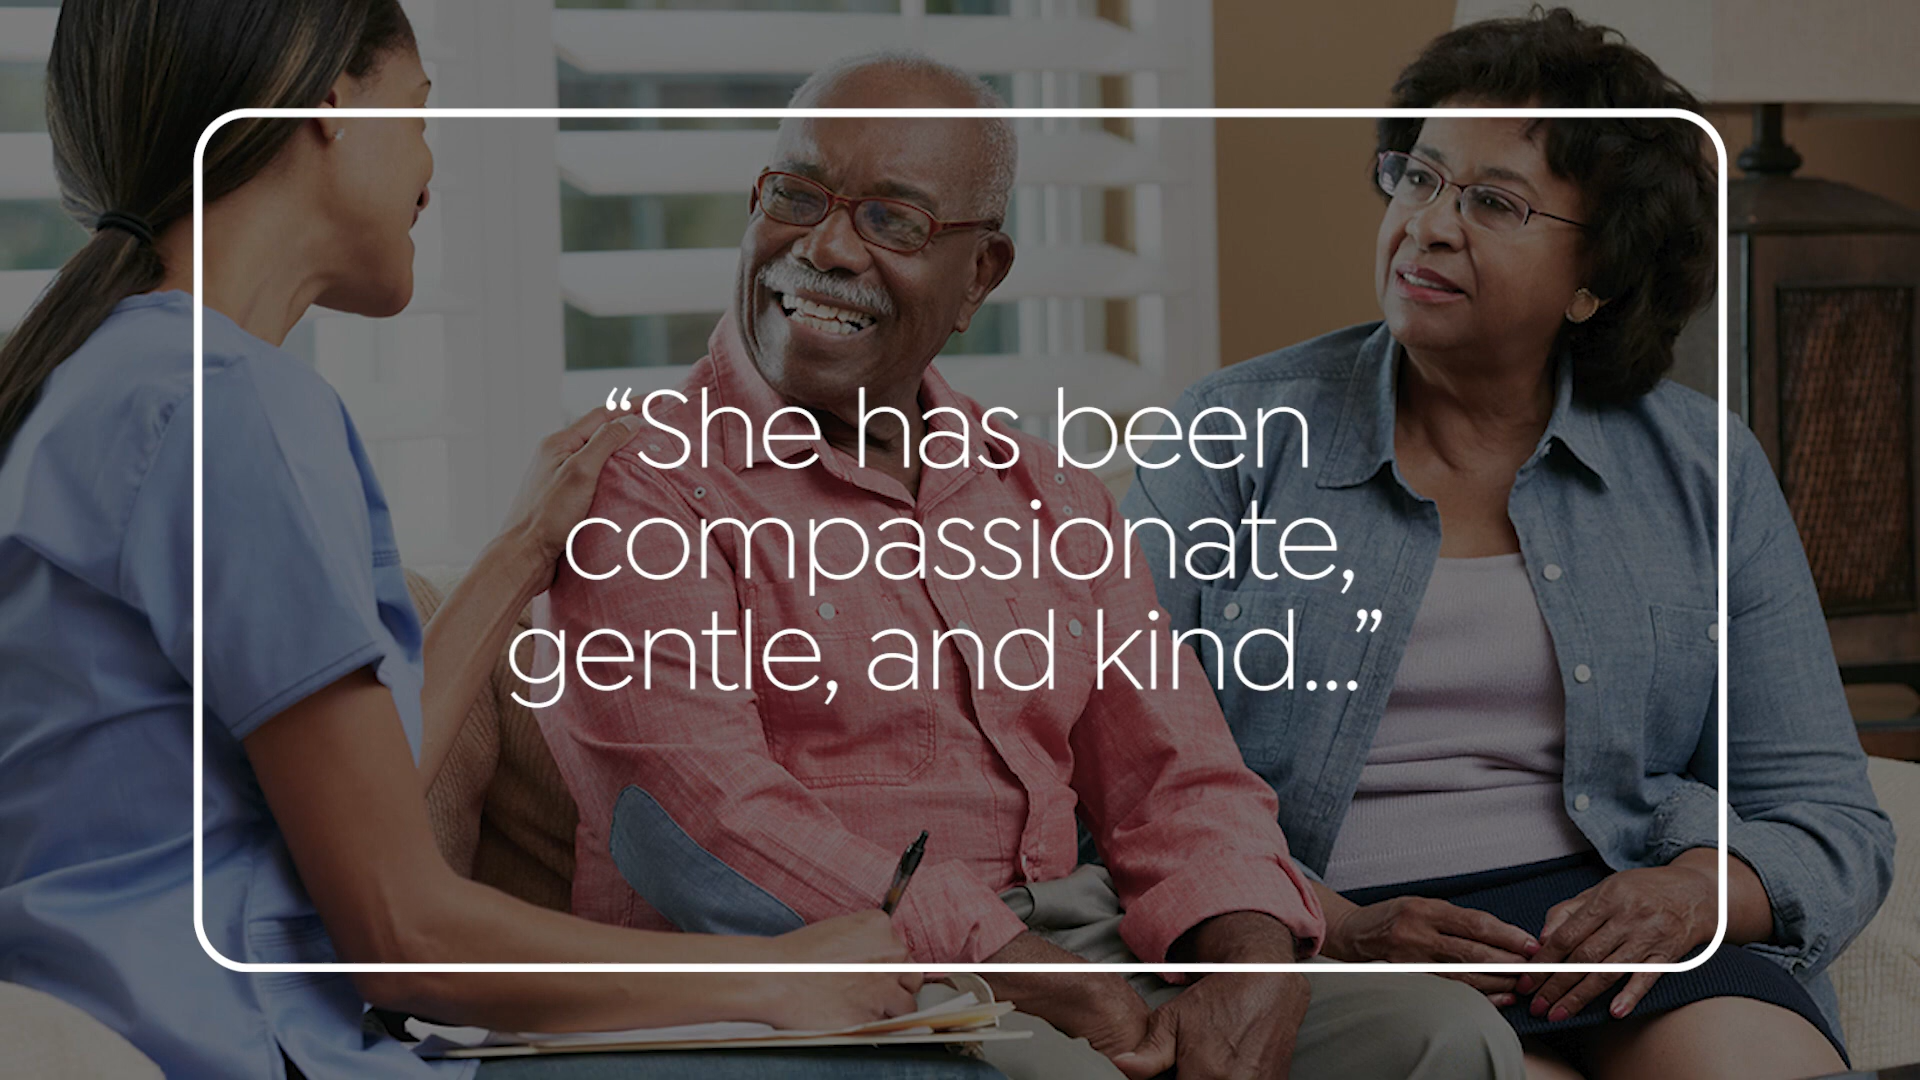 “She has been
compassionate,
gentle, and kind...”